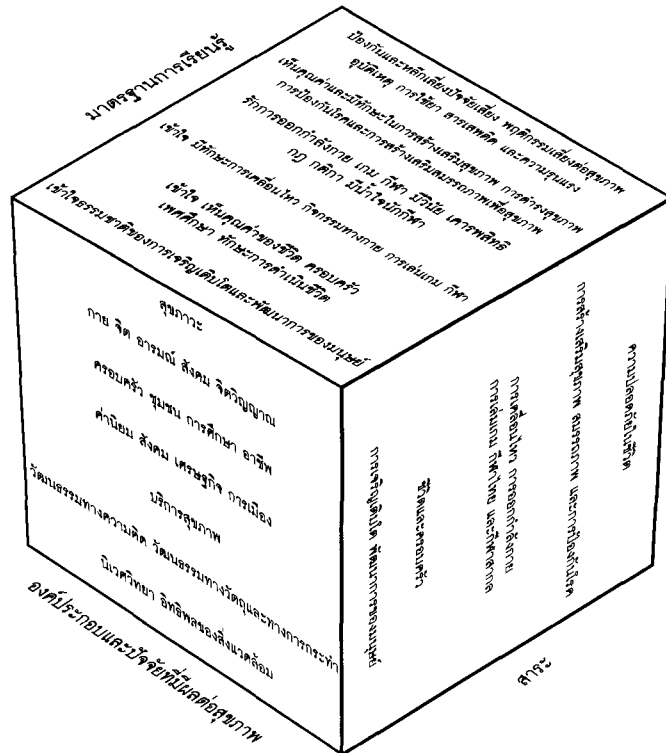 มาตรฐานการเรียนรู้
ป้องกันและหลีกเลี่ยงปัจจัยเสี่ยง พฤติกรรมเสี่ยงต่อสุขภาพ
อุบัติเหตุ การใช้ยา สารเสพติด และความรุนแรง
เห็นคุณค่าและมีทักษะในการสร้างเสริมสุขภาพ การดำรงสุขภาพ
การป้องกันโรคและการสร้างเสริมสมรรถภาพเพื่อสุขภาพ
รักการออกกำลังกาย เกม กีฬา มีวินัย เคารพสิทธิ
กฎ กติกา มีน้ำใจนักกีฬา
เข้าใจ มีทักษะการเคลื่อนไหว กิจกรรมทางกาย การเล่นเกม กีฬา
เข้าใจ เห็นคุณค่าของชีวิต ครอบครัว
เพศศึกษา ทักษะการดำเนินชีวิต
เข้าใจธรรมชาติของการเจริญเติบโตและพัฒนาการของมนุษย์
สุขภาวะ
กาย จิต อารมณ์ สังคม จิตวิญญาณ
ครอบครัว ชุมชน การศึกษา อาชีพ
ค่านิยม สังคม เศรษฐกิจ การเมือง
บริการสุขภาพ
วัฒนธรรมทางความคิด วัฒนธรรมทางวัตถุและทางการกระทำ
นิเวศวิทยา อิทธิพลของสิ่งแวดล้อม
องค์ประกอบและปัจจัยที่มีผลต่อสุขภาพ
ความปลอดภัยในชีวิต
การสร้างเสริมสุขภาพ สมรรถภาพ และการป้องกันโรค
การเคลื่อนไหว การออกกำลังกาย
การเล่นเกม กีฬาไทย และกีฬาสากล
ชีวิตและครอบครัว
การเจริญเติบโต พัฒนาการของมนุษย์
สาระ